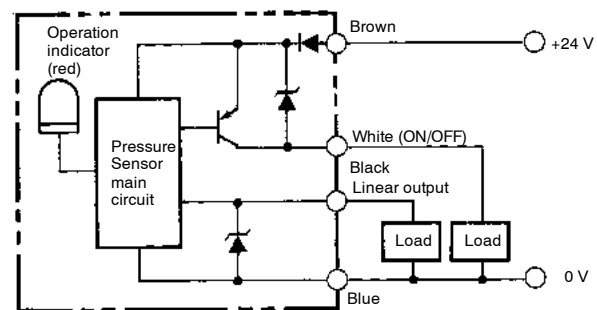 Operation
indicator
(red)
Brown
+24 V
Pressure
Sensor
main
circuit
White (ON/OFF)
Black
Linear output
Load
Load
0 V
Blue